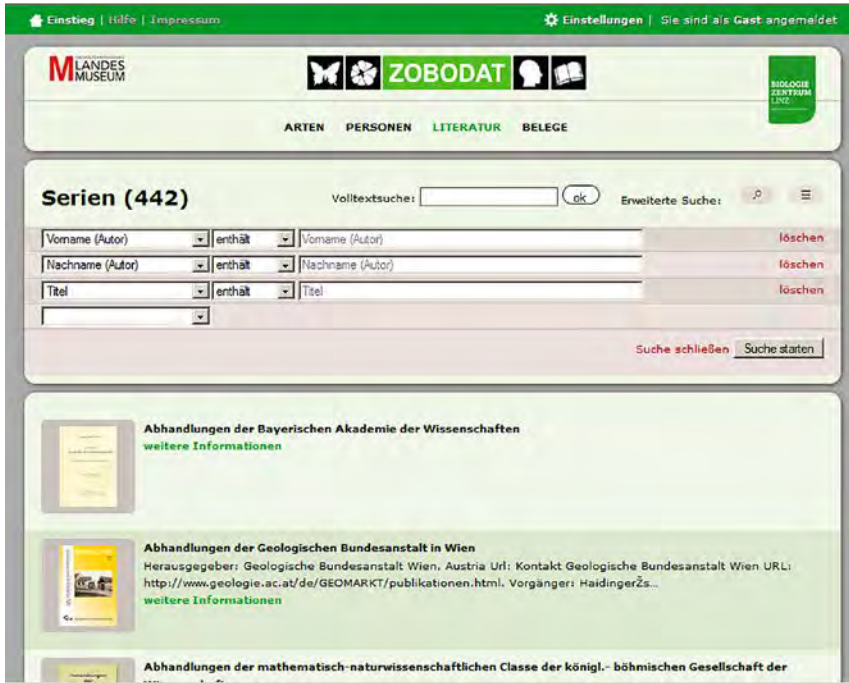 Einstieg | Hilfe | Impressum
Einstellungen | Sie sind als Gast angemeldet
LANDES
MUSEUM
ZOBODAT
BIOLOGIE
ZENTRUM
LINZ
ARTEN PERSONEN LITERATUR BELEGE
Serien (442)
Volltextsuche: ok Erweiterte Suche:
Vorname (Autor) enthält Vorname (Autor) löschen
Nachname (Autor) enthält Nachname (Autor) löschen
Titel enthält Titel löschen
Suche schließen Suche starten
Abhandlungen der Bayerischen Akademie der Wissenschaften
weitere Informationen
Abhandlungen der Geologischen Bundesanstalt in Wien
Herausgegeber: Geologische Bundesanstalt Wien, Austria Url: Kontakt Geologische Bundesanstalt Wien URL:
http://www.geologie.ac.at/de/GEOMARKT/publikationen.html. Vorgänger: HaidingerŽs...
weitere Informationen
Abhandlungen der mathematisch-naturwissenschaftlichen Classe der königl.- böhmischen Gesellschaft der